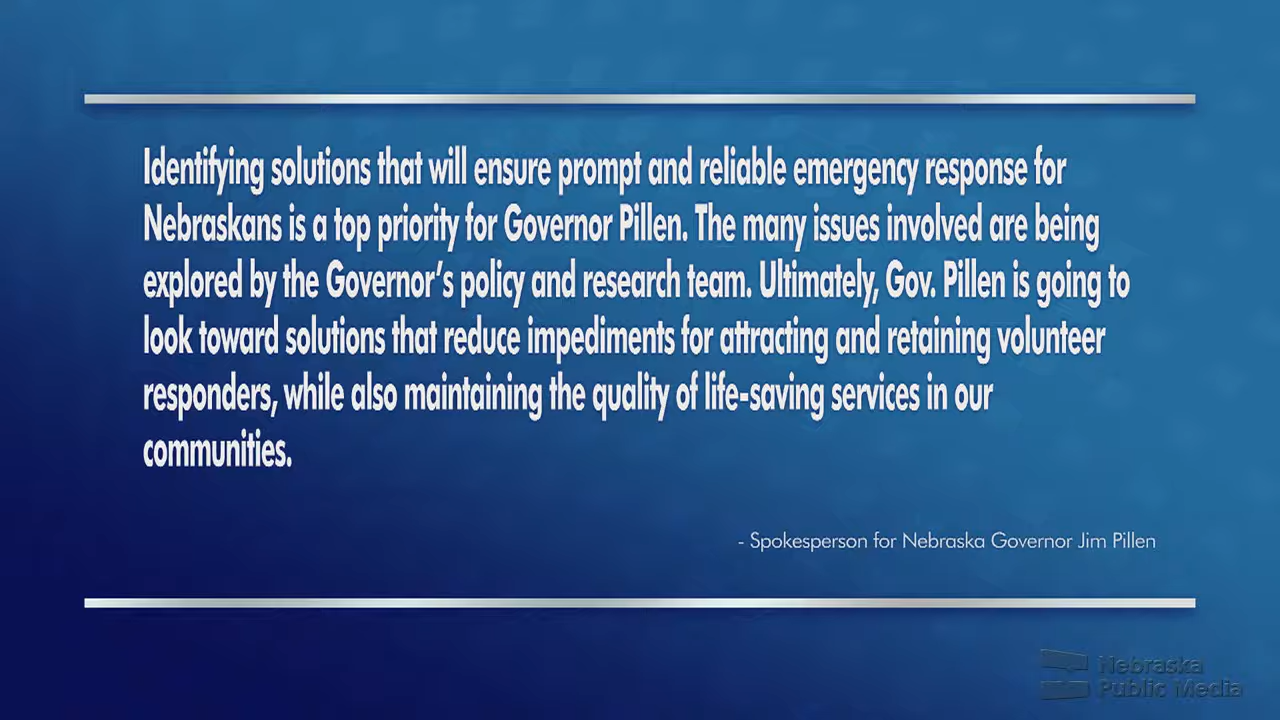 Identifying solutions that will ensure prompt and reliable emergency response for
Nebraskans is a top priority for Governor Pillen. The many issues involved are being
explored by the Governor's policy and research team. Ultimately, Gov. Pillen is going to
look toward solutions that reduce impediments for attracting and retaining volunteer
responders, while also maintaining the quality of life-saving services in our
communities.
- Spokesperson for Nebraska Governor Jim Pillen
Nebraska
Public Media